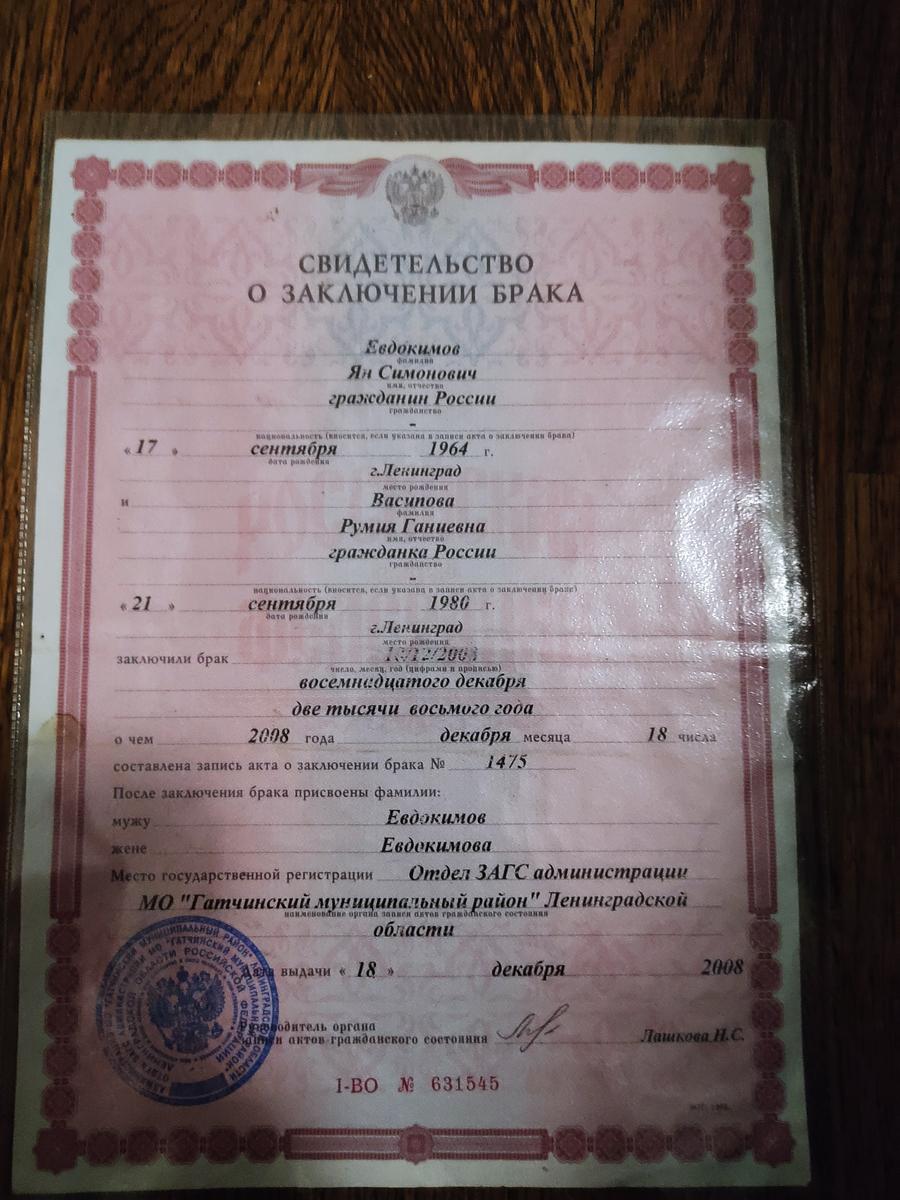 СВИДЕТЕЛЬСТВО
О ЗАКЛЮЧЕНИИ БРАКА
Евдокимов
фамилия
Ян Симонович
имя, отчество
гражданин России
гражданство
-
национальность (вносится, если указана в записи акта о заключении брака)
« 17 » сентября 1964 г.
дата рождения
г.Ленинград
место рождения
и Васипова
фамилия
Румия Ганиевна
имя, отчество
гражданка России
гражданство
-
национальность (вносится, если указана в записи акта о заключении брака)
« 21 » сентября 1980 г.
дата рождения
г.Ленинград
место рождения
заключили брак 18/12/2008
число, месяц, год (цифрами и прописью)
восемнадцатого декабря
две тысячи восьмого года
о чем 2008 года декабря месяца 18 числа
составлена запись акта о заключении брака № 1475
После заключения брака присвоены фамилии:
мужу Евдокимов
жене Евдокимова
Место государственной регистрации Отдел ЗАГС администрации
МО "Гатчинский муниципальный район" Ленинградской
наименование органа записи актов гражданского состояния
области
Дата выдачи « 18 » декабря 2008
Руководитель органа
записи актов гражданского состояния Лашкова Н.С.
I-ВО № 631545